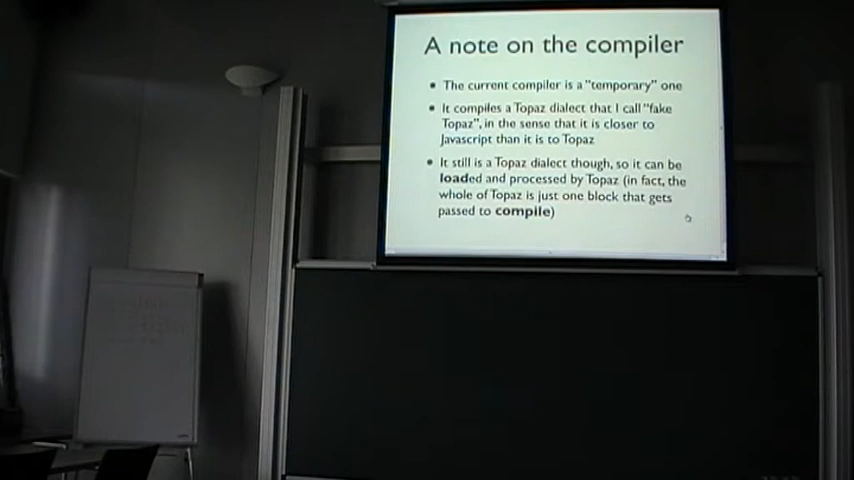 A note on the compiler
• The current compiler is a "temporary" one
• It compiles a Topaz dialect that I call "fake
Topaz", in the sense that it is closer to
Javascript than it is to Topaz
• It still is a Topaz dialect though, so it can be
loaded and processed by Topaz (in fact, the
whole of Topaz is just one block that gets
passed to compile)